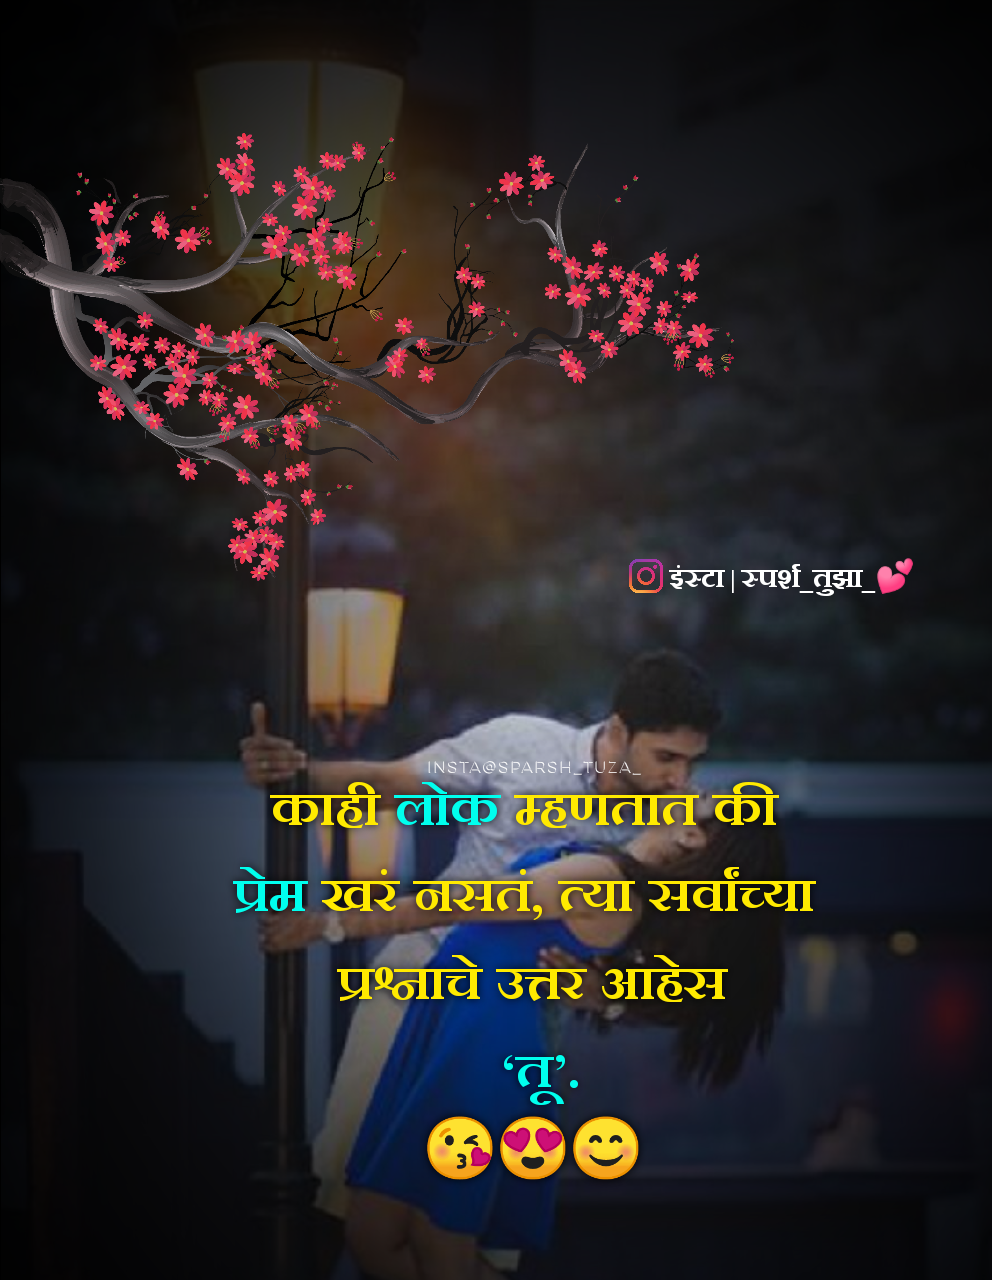 इंस्टा | स्पर्श_तुझा_💕
INSTA@SPARSH_TUZA_
काही लोक म्हणतात की
प्रेम खरं नसतं, त्या सर्वांच्या
प्रश्नाचे उत्तर आहेस
‘तू’.
😘😍😊